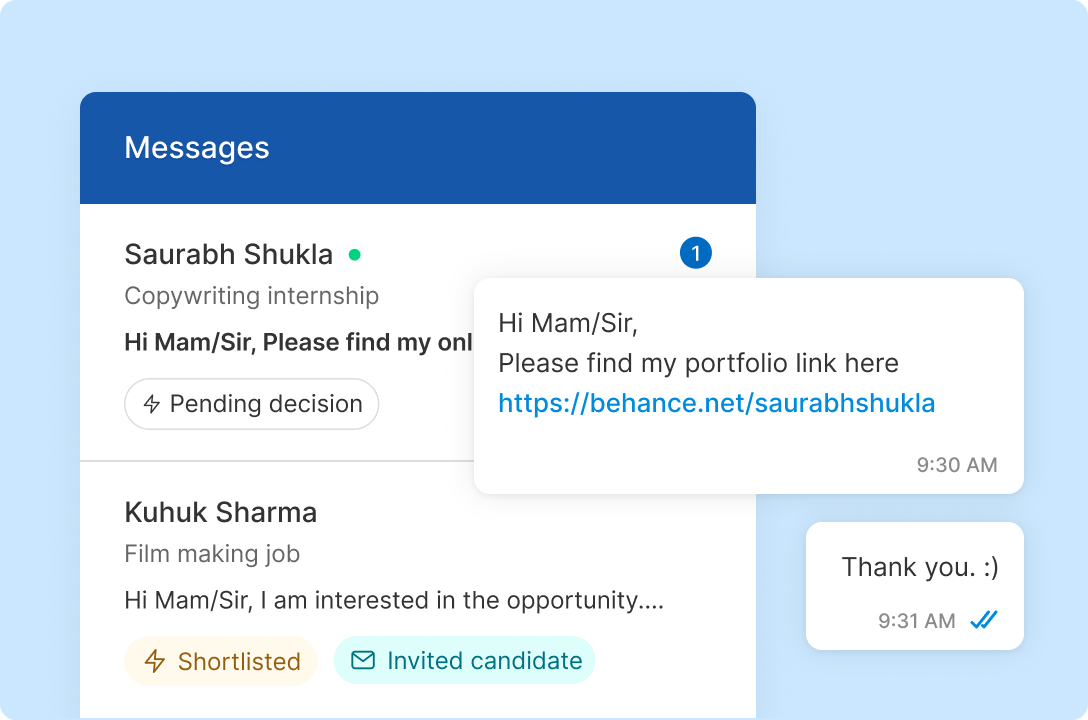 Messages
Saurabh Shukla
1
Copywriting internship
Hi Mam/Sir, Please find my onl
Pending decision
Hi Mam/Sir,
Please find my portfolio link here
https://behance.net/saurabhshukla
9:30 AM
Kuhuk Sharma
Film making job
Hi Mam/Sir, I am interested in the opportunity....
Shortlisted
Invited candidate
Thank you. :)
9:31 AM